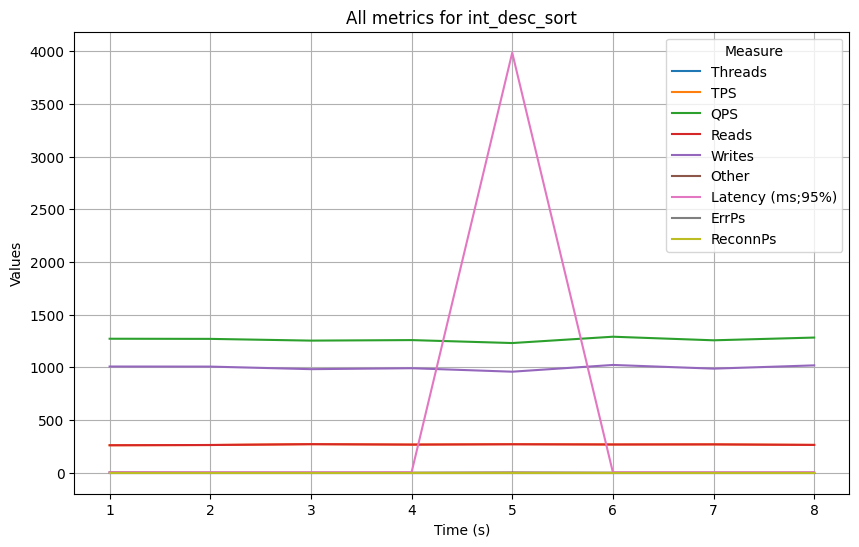 All metrics for int_desc_sort
Measure
Threads
TPS
QPS
Reads
Writes
Other
Latency (ms;95%)
ErrPs
ReconnPs
Values
4000
3500
3000
2500
2000
1500
1000
500
0
1 2 3 4 5 6 7 8
Time (s)